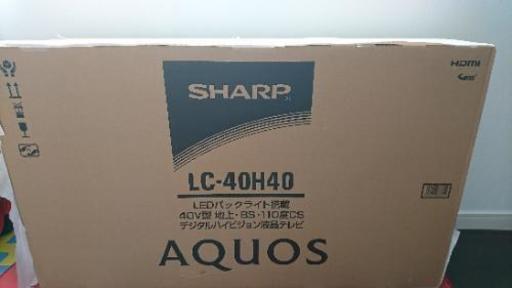 SHARP
HDMI
LC-40H40
LEDバックライト搭載
40V型 地上・BS・110度CS
デジタルハイビジョン液晶テレビ
AQUOS